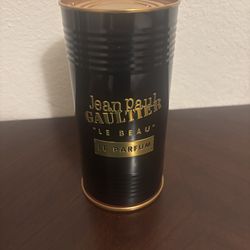 Jean Paul
GAULTIER
"LE BEAU"
LE PARFUM